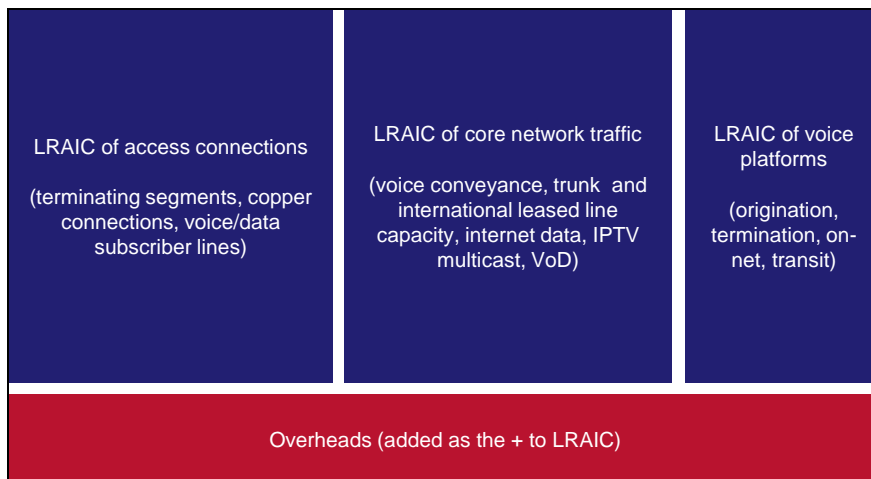 LRAIC of access connections
(terminating segments, copper
connections, voice/data
subscriber lines)
LRAIC of core network traffic
(voice conveyance, trunk and
international leased line
capacity, internet data, IPTV
multicast, VoD)
LRAIC of voice
platforms
(origination,
termination, on-
net, transit)
Overheads (added as the + to LRAIC)